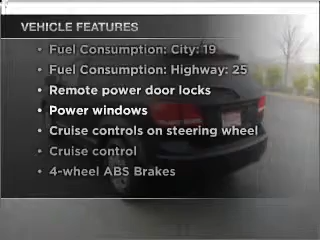 VEHICLE FEATURES
• Fuel Consumption: City: 19
• Fuel Consumption: Highway: 25
• Remote power door locks
• Power windows
• Cruise controls on steering wheel
• Cruise control
• 4-wheel ABS Brakes